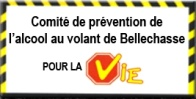 Comité de prévention de
l'alcool au volant de Bellechasse
POUR LA VIE